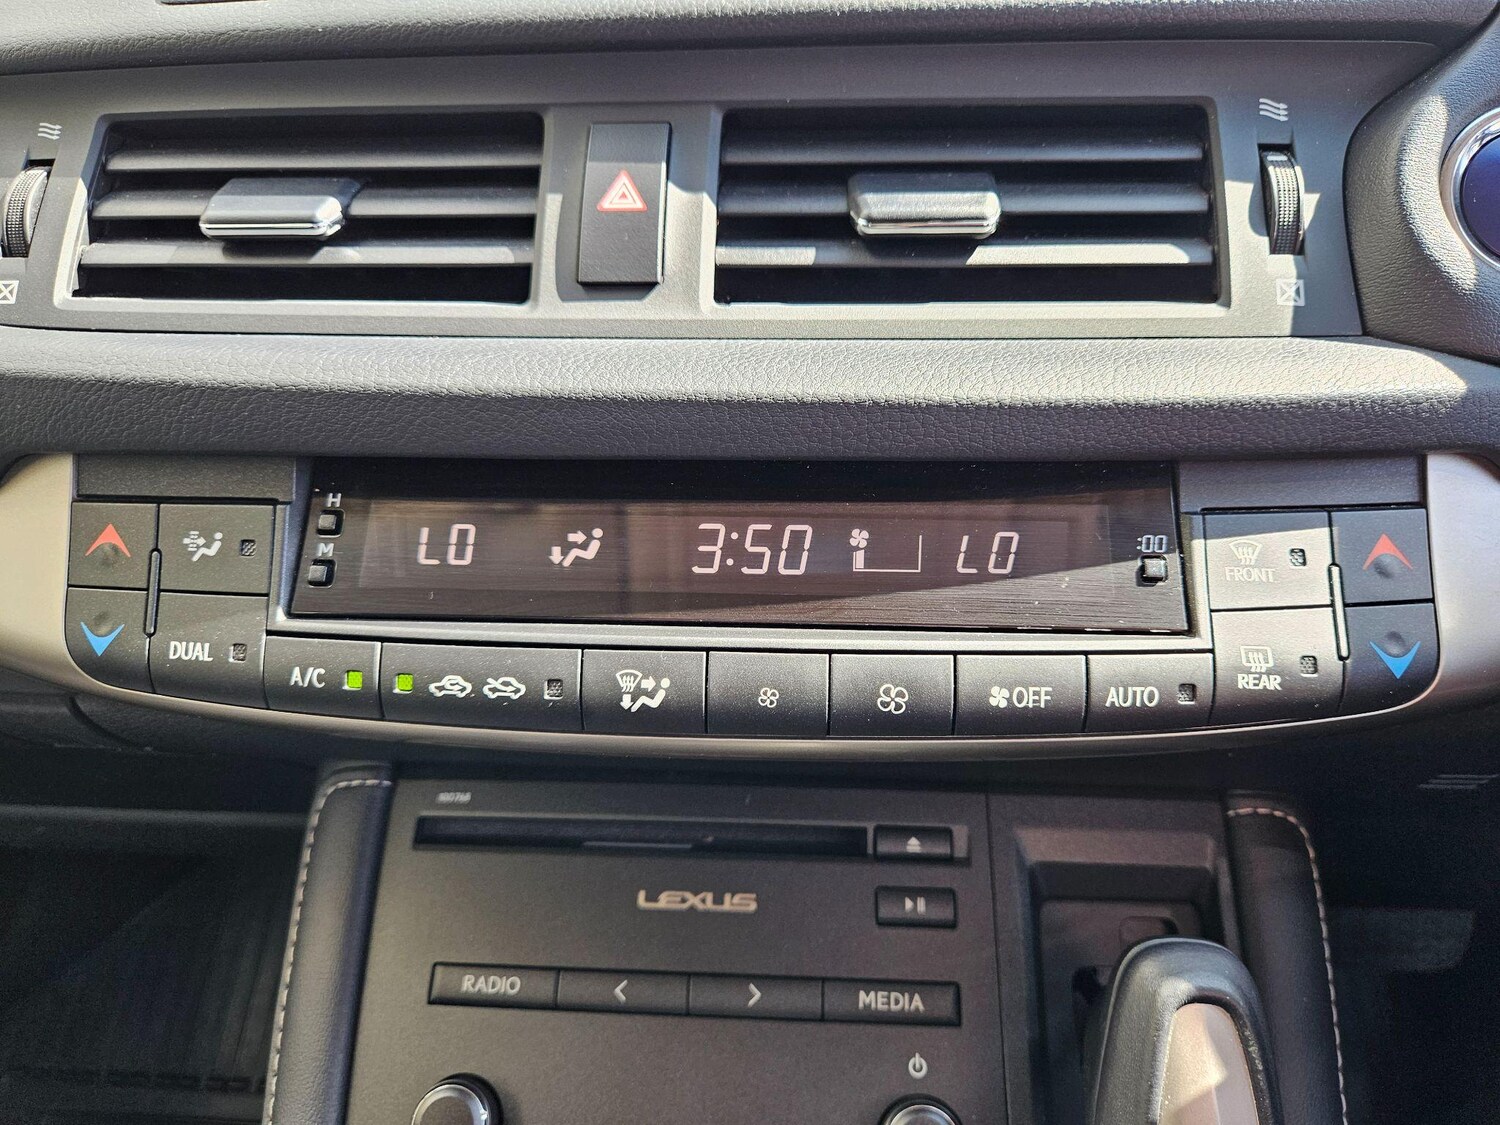 H
M
LO 3:50 LO
:00
FRONT
DUAL
A/C
OFF
AUTO
REAR
LEXUS
RADIO
MEDIA